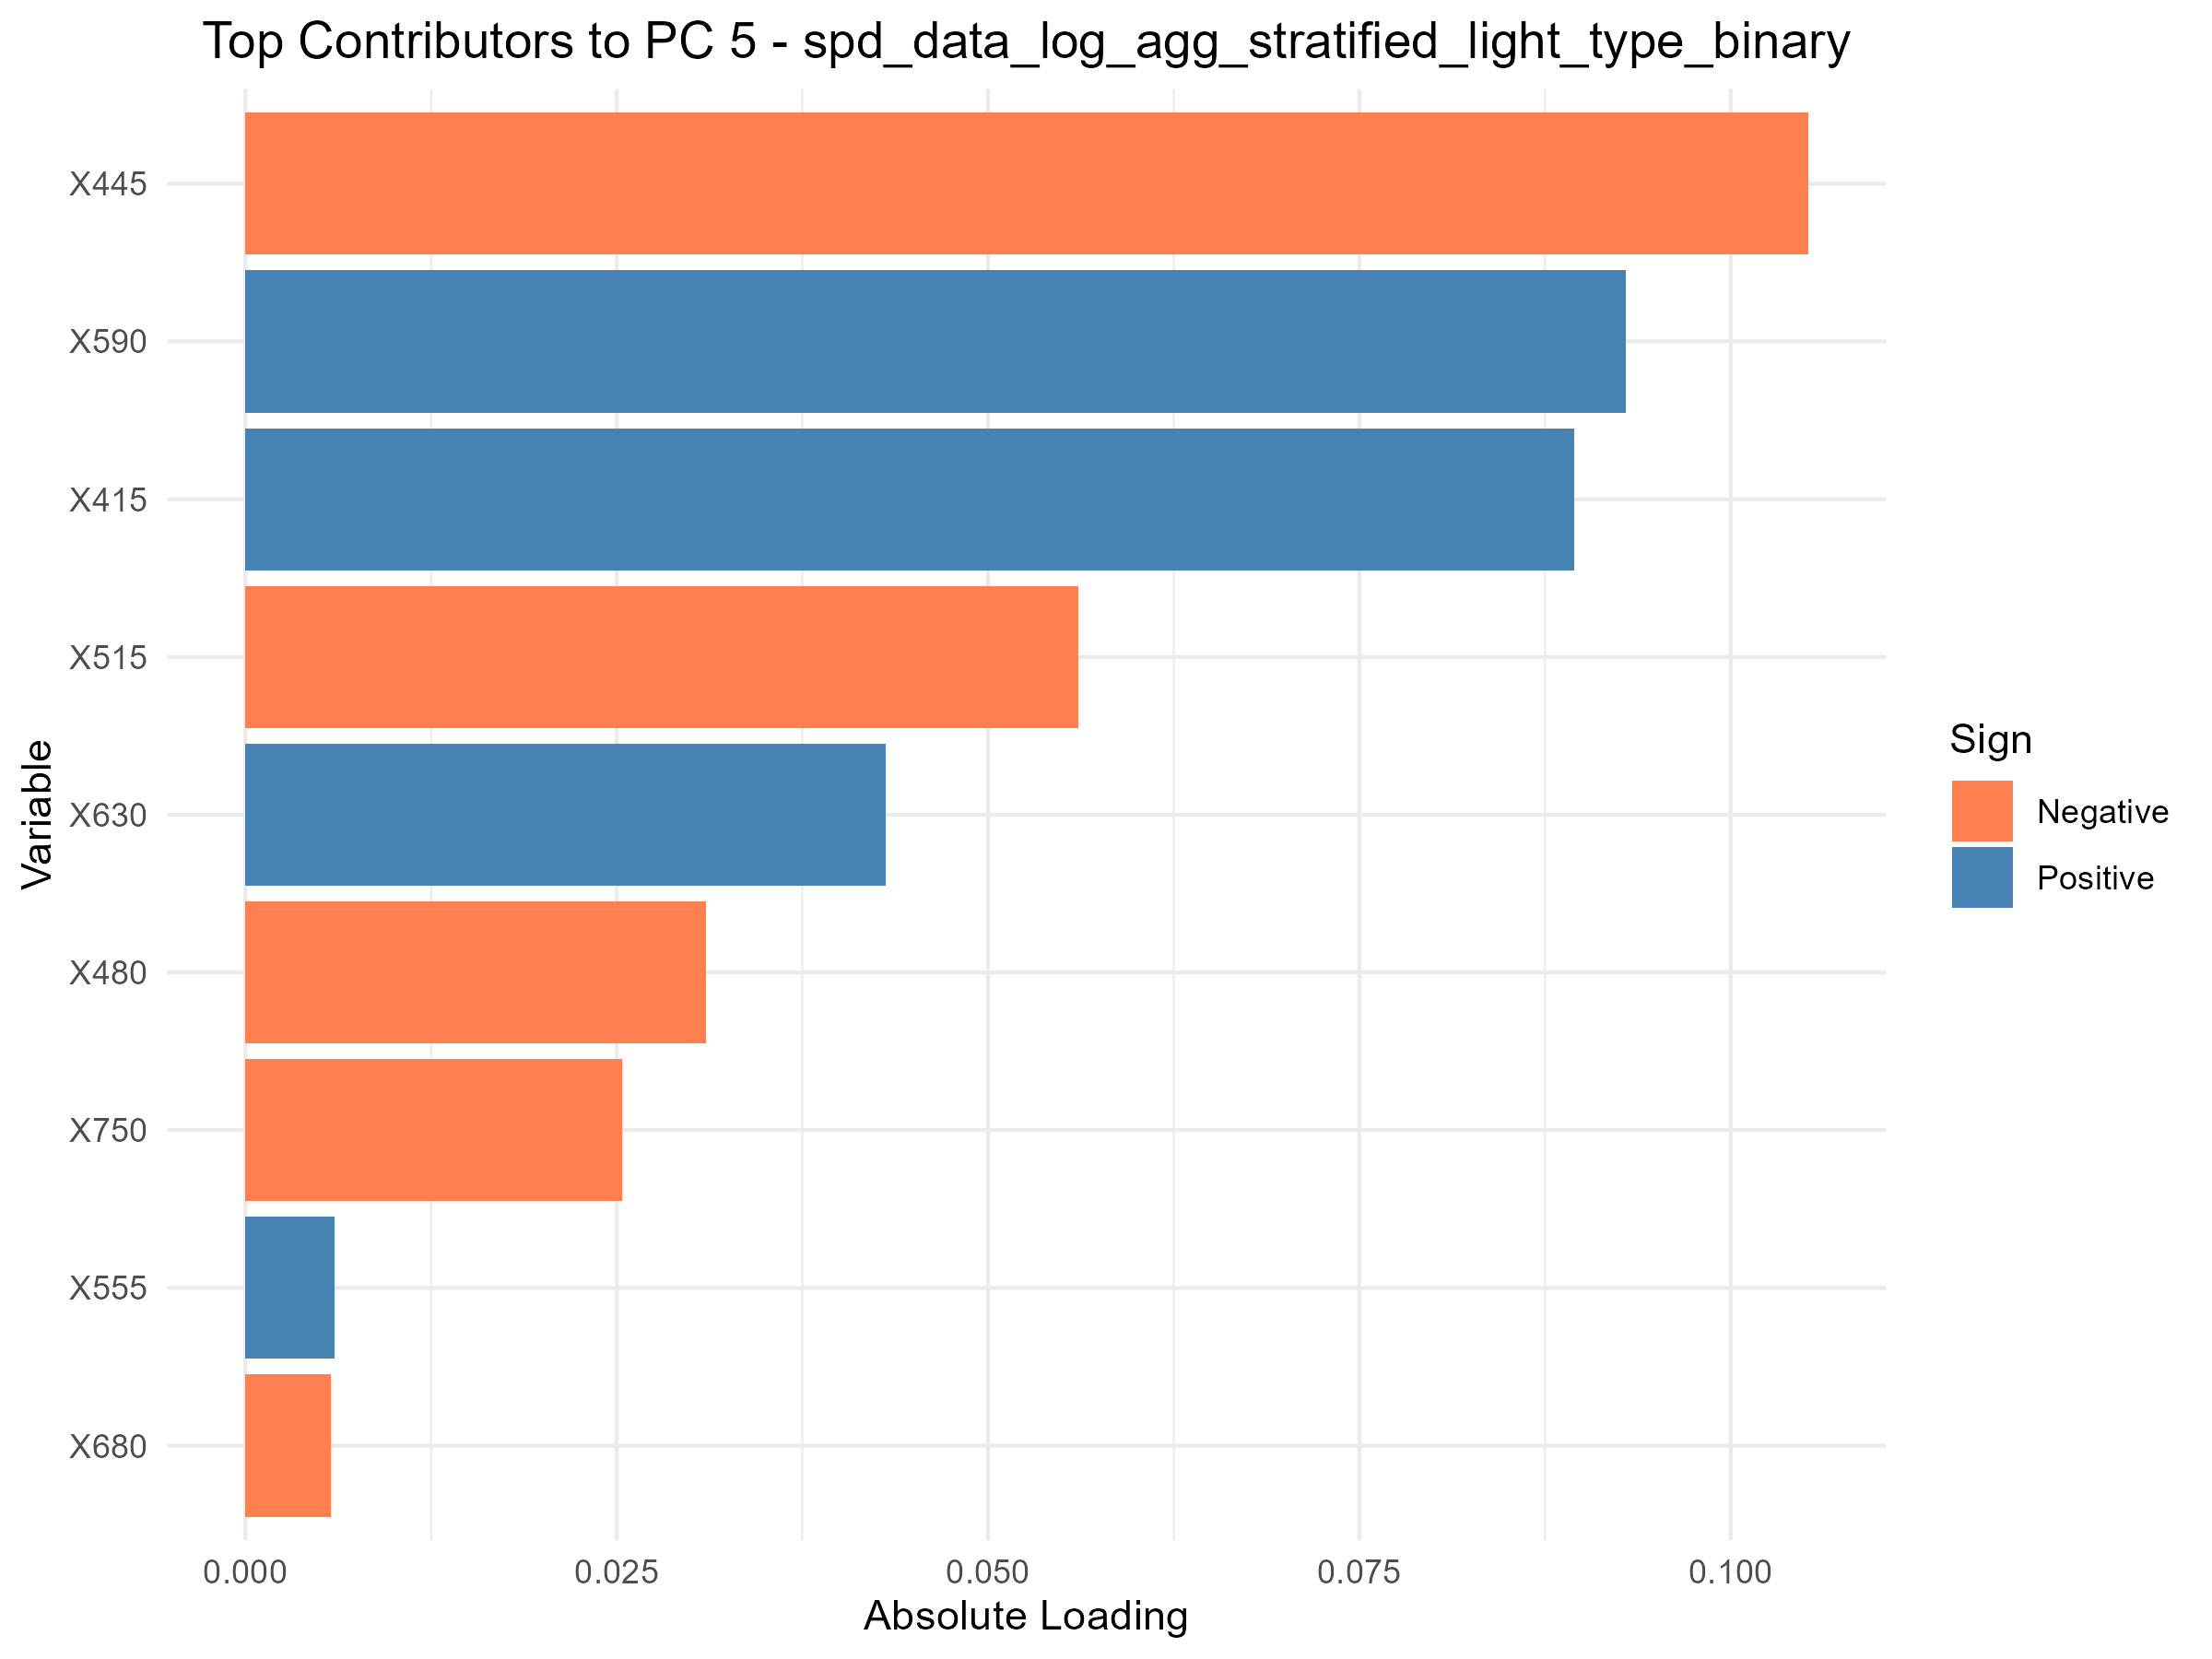 Top Contributors to PC 5 - spd_data_log_agg_stratified_light_type_binary
X445
X590
X415
X515
X630
X480
X750
X555
X680
Variable
0.000 0.025 0.050 0.075 0.100
Absolute Loading
Sign
Negative
Positive